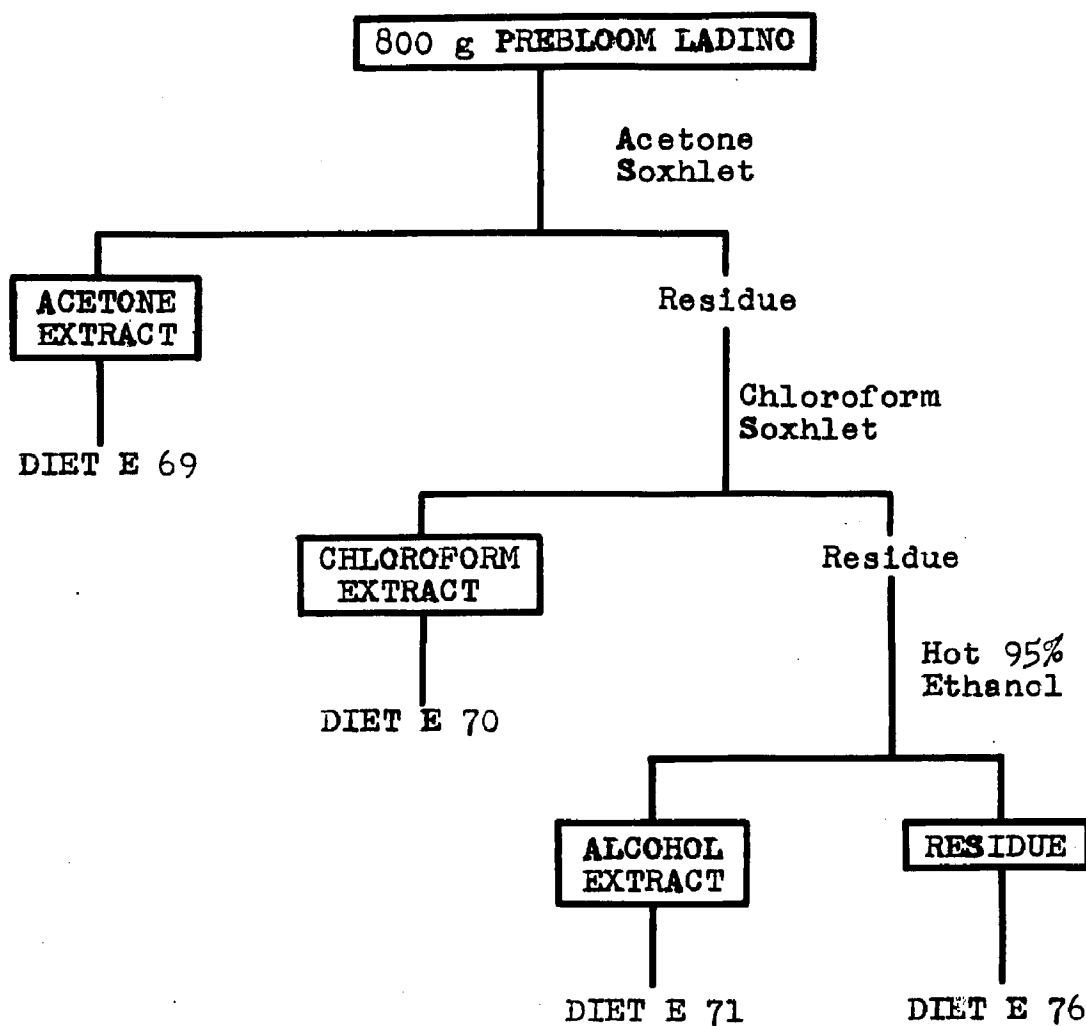 800 g PREBLOOM LADINO
Acetone
Soxhlet
ACETONE
EXTRACT
Residue
Chloroform
Soxhlet
DIET E 69
CHLOROFORM
EXTRACT
Residue
Hot 95%
Ethanol
DIET E 70
ALCOHOL
EXTRACT
RESIDUE
DIET E 71
DIET E 76